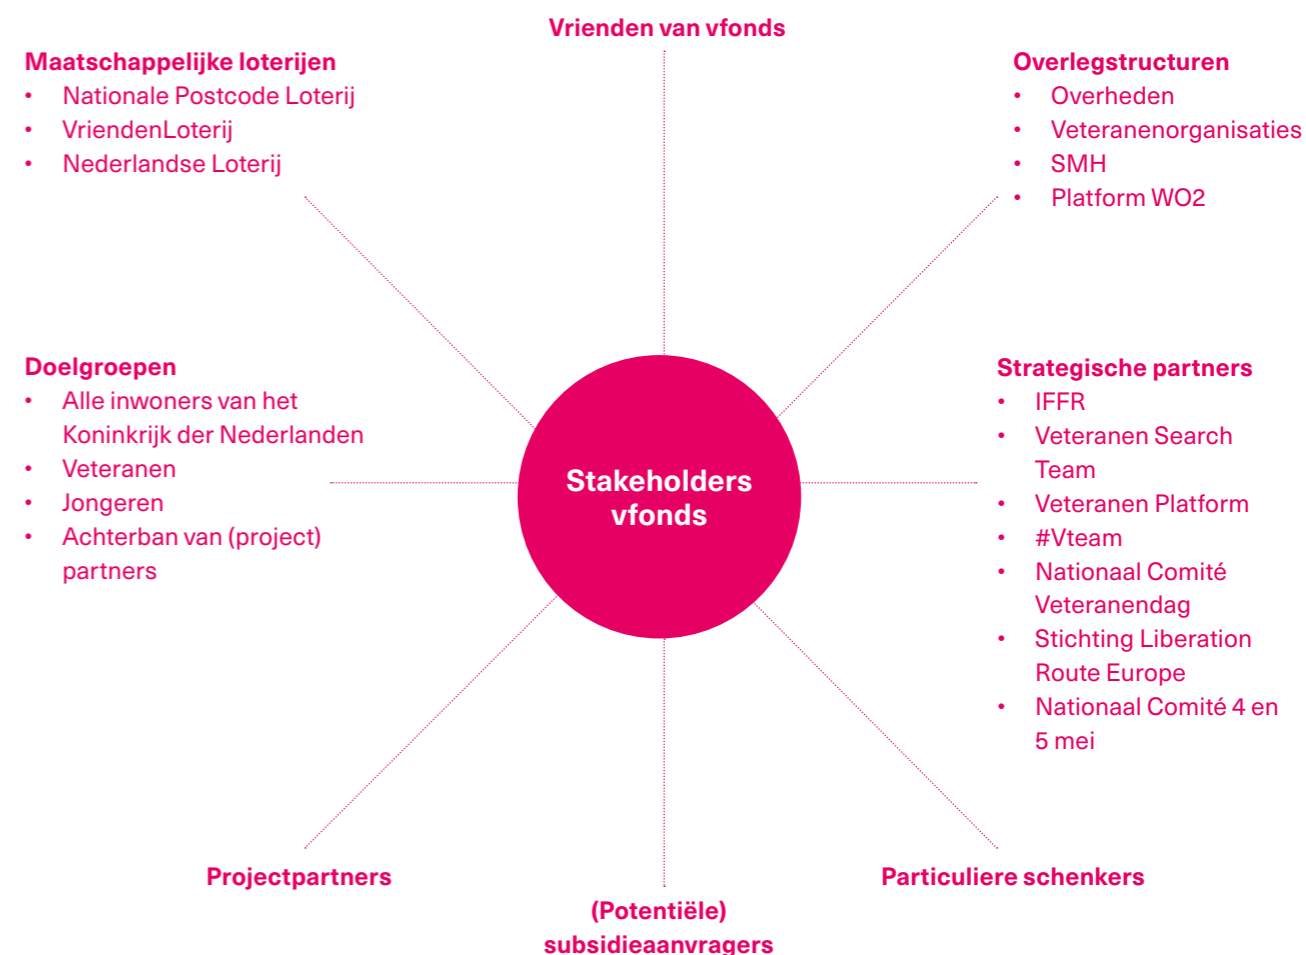 Vrienden van vfonds
Maatschappelijke loterijen
• Nationale Postcode Loterij
• VriendenLoterij
• Nederlandse Loterij
Overlegstructuren
• Overheden
• Veteranenorganisaties
• SMH
• Platform WO2
Doelgroepen
• Alle inwoners van het
Koninkrijk der Nederlanden
• Veteranen
• Jongeren
• Achterban van (project)
partners
Stakeholders
vfonds
Strategische partners
• IFFR
• Veteranen Search
Team
• Veteranen Platform
• #Vteam
• Nationaal Comité
Veteranendag
• Stichting Liberation
Route Europe
• Nationaal Comité 4 en
5 mei
Projectpartners
(Potentiële)
subsidieaanvragers
Particuliere schenkers